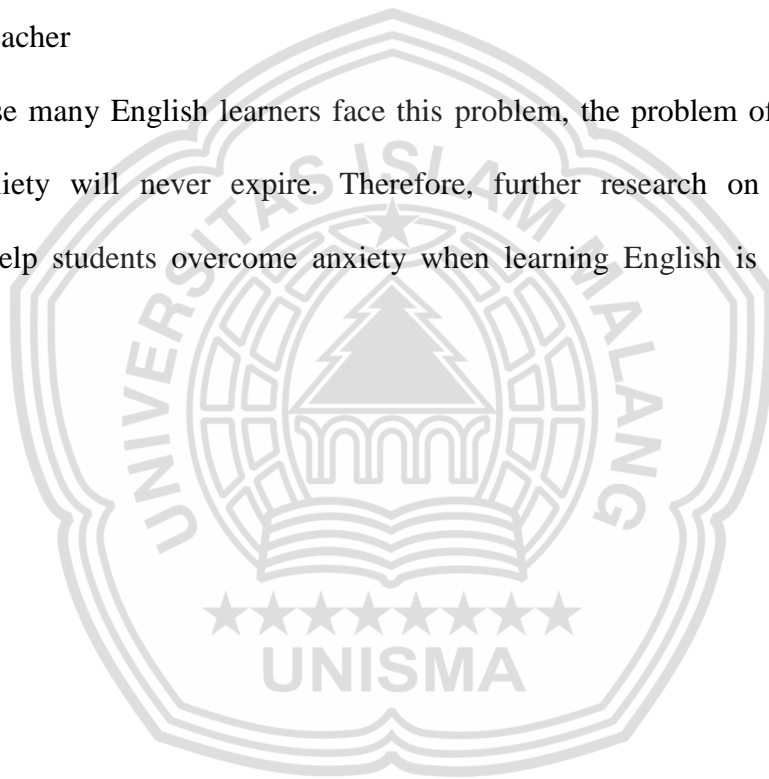 acher
se many English learners face this problem, the problem of
iety will never expire. Therefore, further research on
elp students overcome anxiety when learning English is
UNIVERSITAS ISLAM MALANG
UNISMA